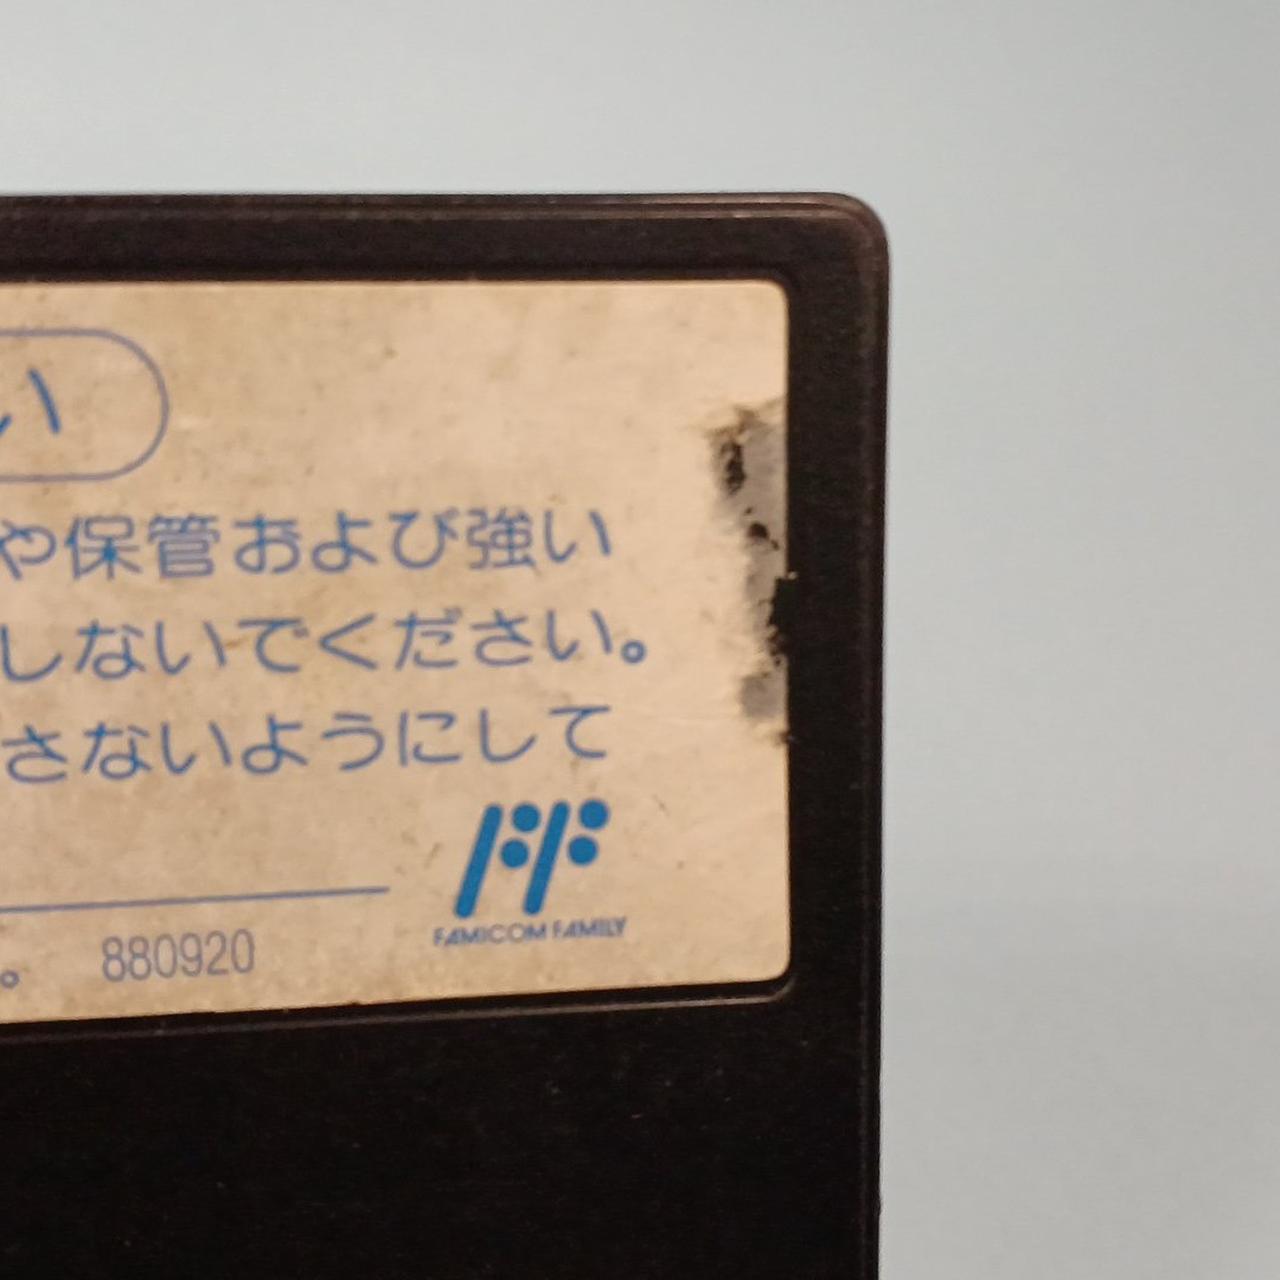 い
や保管および強い
しないでください。
さないようにして
FAMICOM FAMILY
。 880920